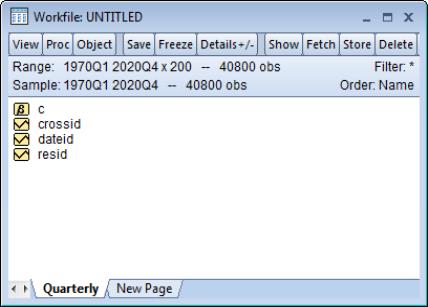 Workfile: UNTITLED
View Proc Object Save Freeze Details+/- Show Fetch Store Delete
Range: 1970Q1 2020Q4 x 200 -- 40800 obs Filter: *
Sample: 1970Q1 2020Q4 -- 40800 obs Order: Name
β c
crossid
dateid
resid
Quarterly New Page